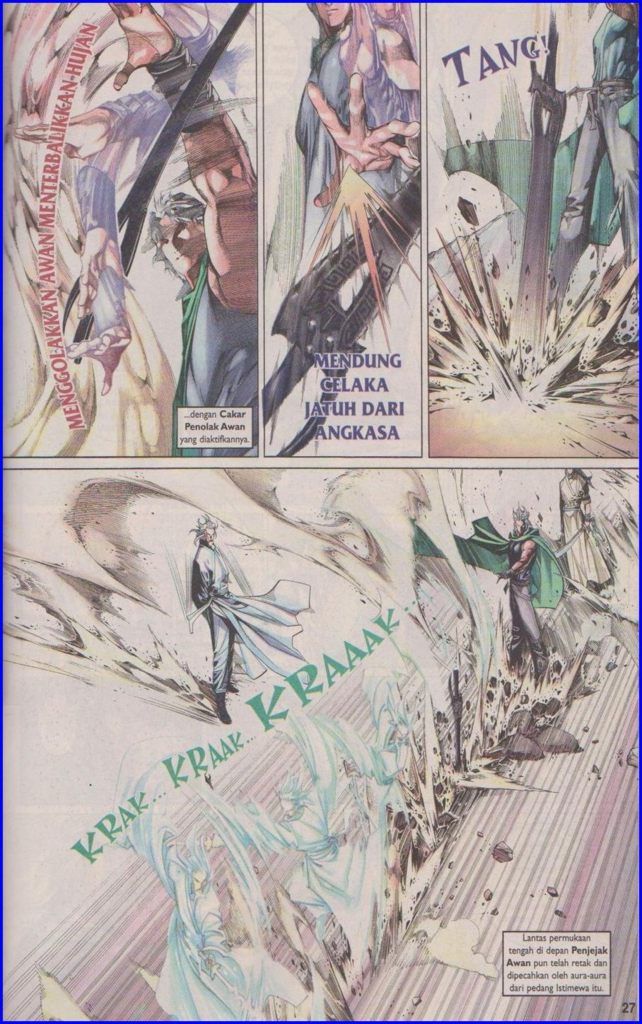 MENGGOLAKKAN AWAN MENTERBALIKKAN HUJAN
...dengan Cakar
Penolak Awan
yang diaktifkannya.
MENDUNG
CELAKA
JATUH DARI
ANGKASA
TANG!
KRAK... KRAAK... KRAAAK...
Lantas permukaan
tengah di depan Penjejak
Awan pun telah retak dan
dipecahkan oleh aura-aura
dari pedang Istimewa itu.
27